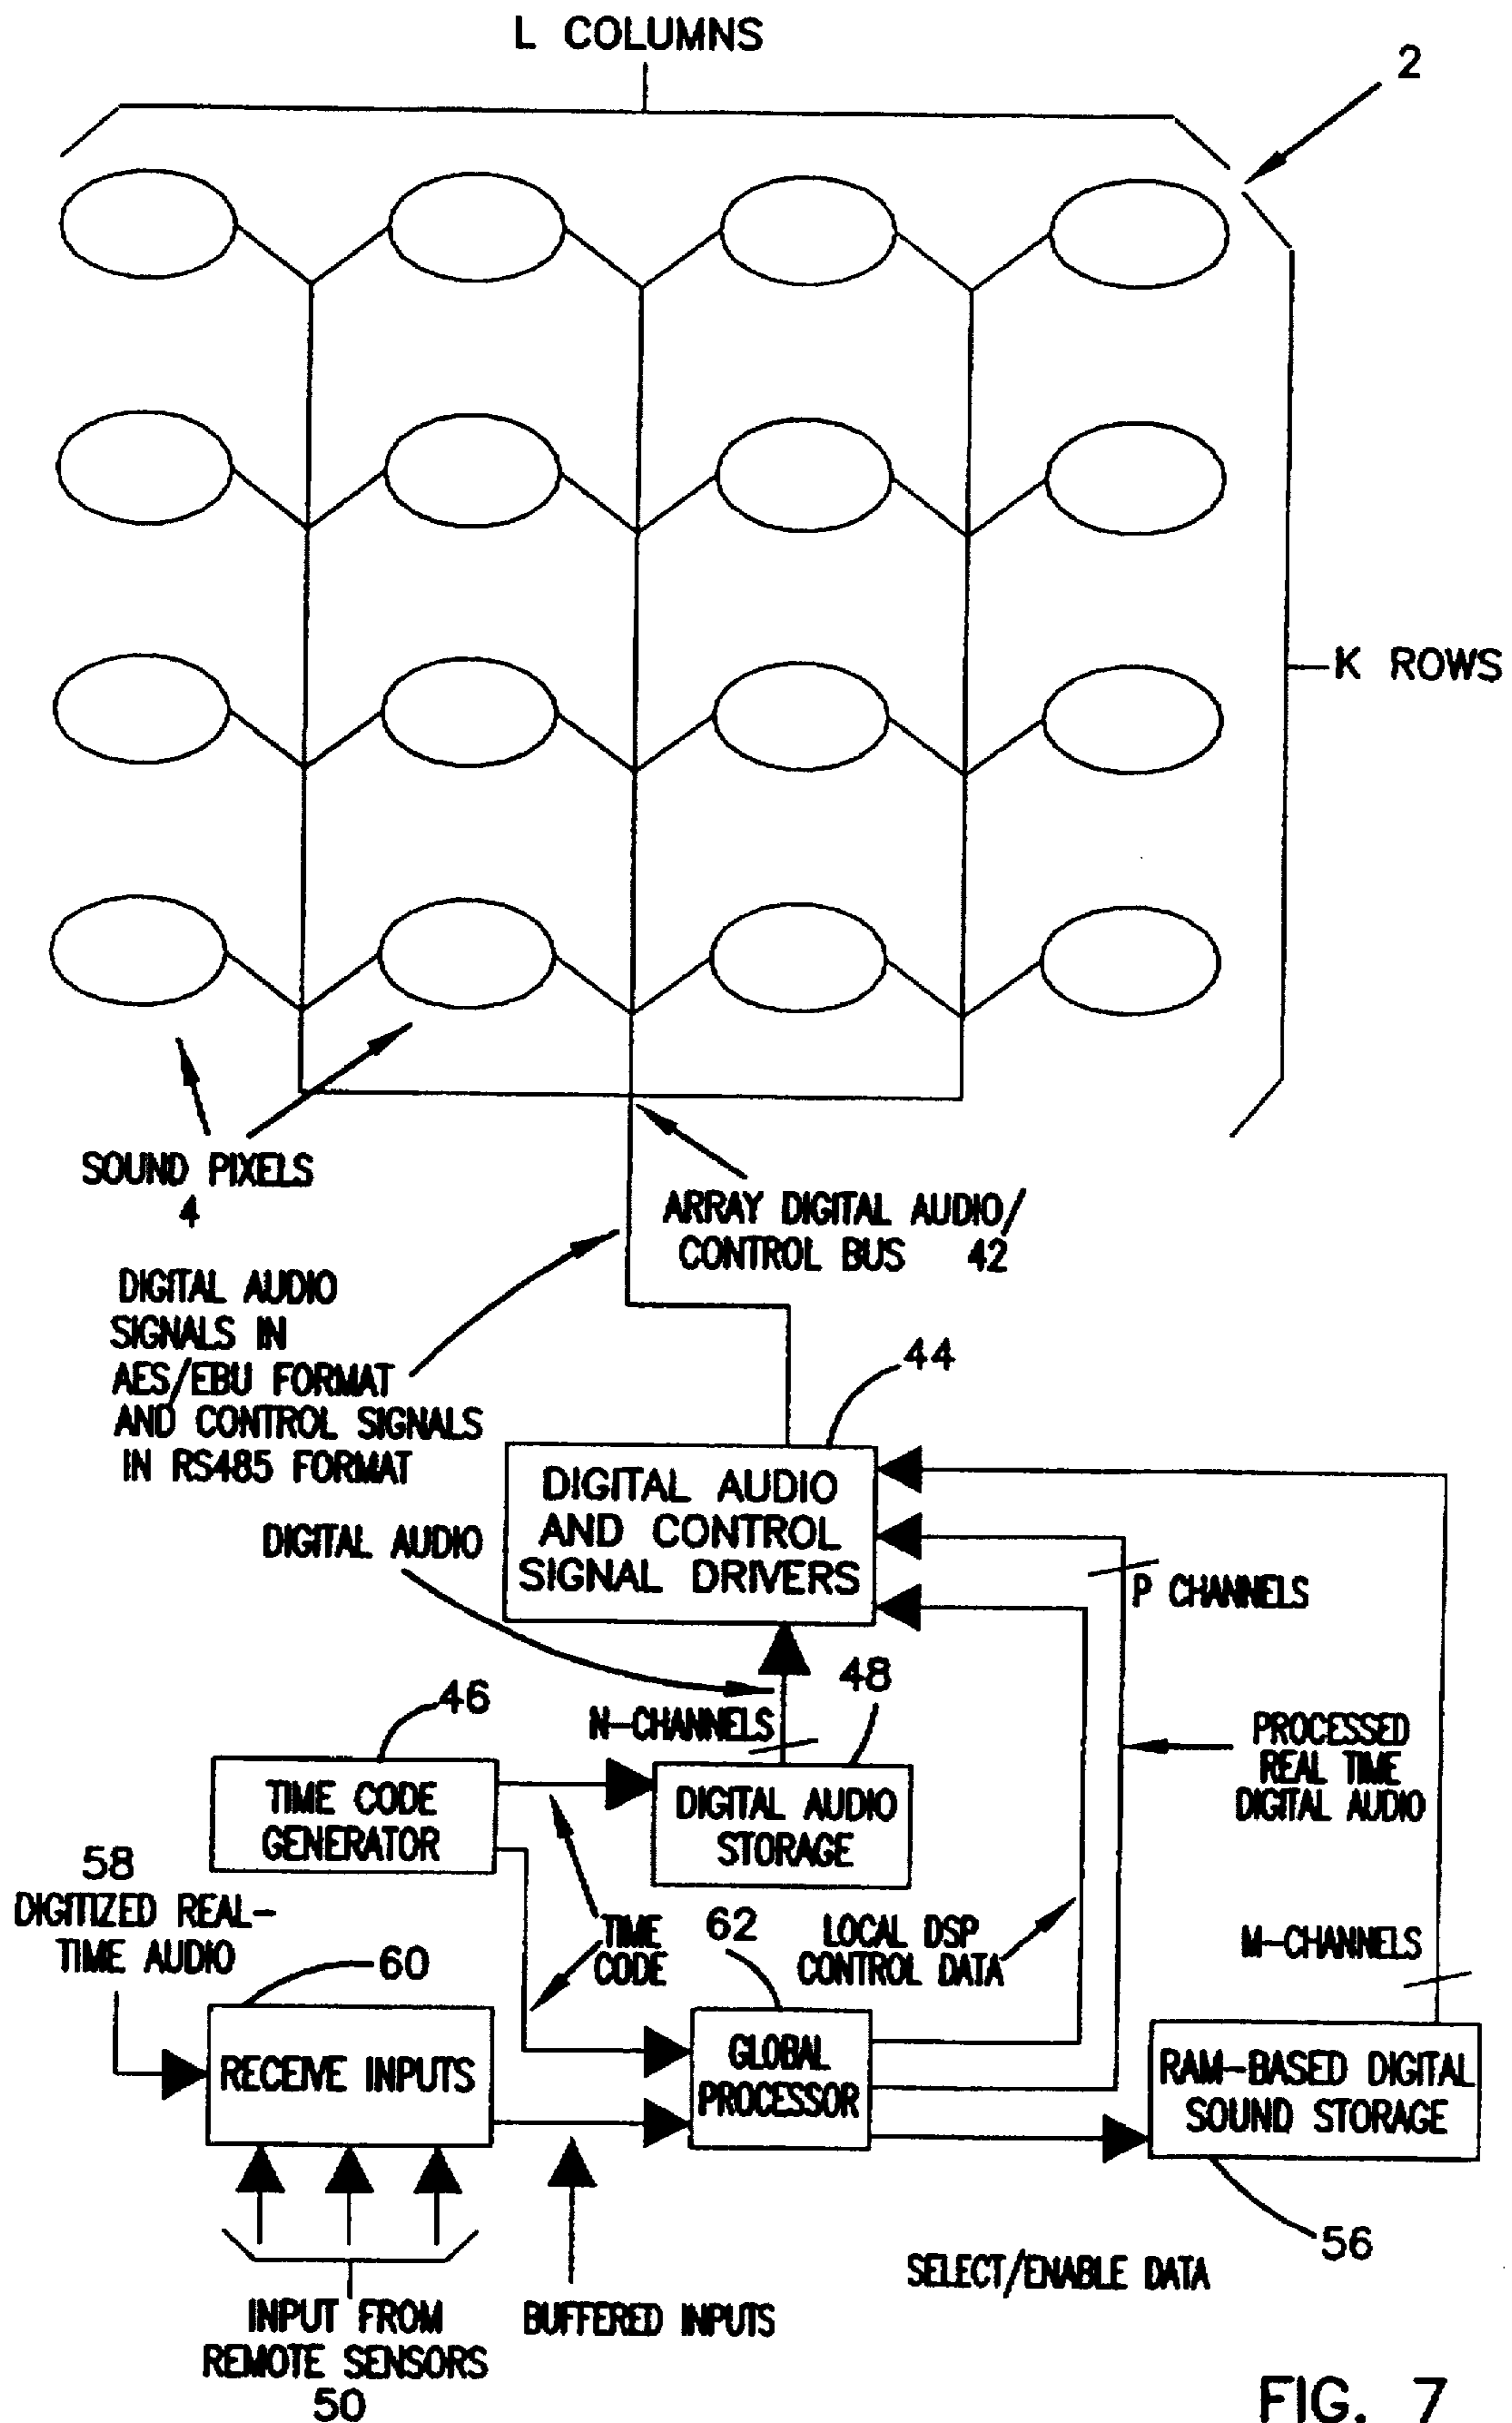 L COLUMNS
2
K ROWS
SOUND PIXELS
4
ARRAY DIGITAL AUDIO/
CONTROL BUS 42
DIGITAL AUDIO
SIGNALS IN
AES/EBU FORMAT
AND CONTROL SIGNALS
IN RS485 FORMAT
44
DIGITAL AUDIO
AND CONTROL
SIGNAL DRIVERS
DIGITAL AUDIO
P CHANNELS
48
46
N-CHANNELS
PROCESSED
REAL TIME
DIGITAL AUDIO
TIME CODE
GENERATOR
DIGITAL AUDIO
STORAGE
58
DIGITIZED REAL-
TIME AUDIO
60
TIME
CODE
62
LOCAL DSP
CONTROL DATA
M-CHANNELS
RECEIVE INPUTS
GLOBAL
PROCESSOR
RAM-BASED DIGITAL
SOUND STORAGE
56
SELECT/ENABLE DATA
INPUT FROM
REMOTE SENSORS
50
BUFFERED INPUTS
FIG. 7